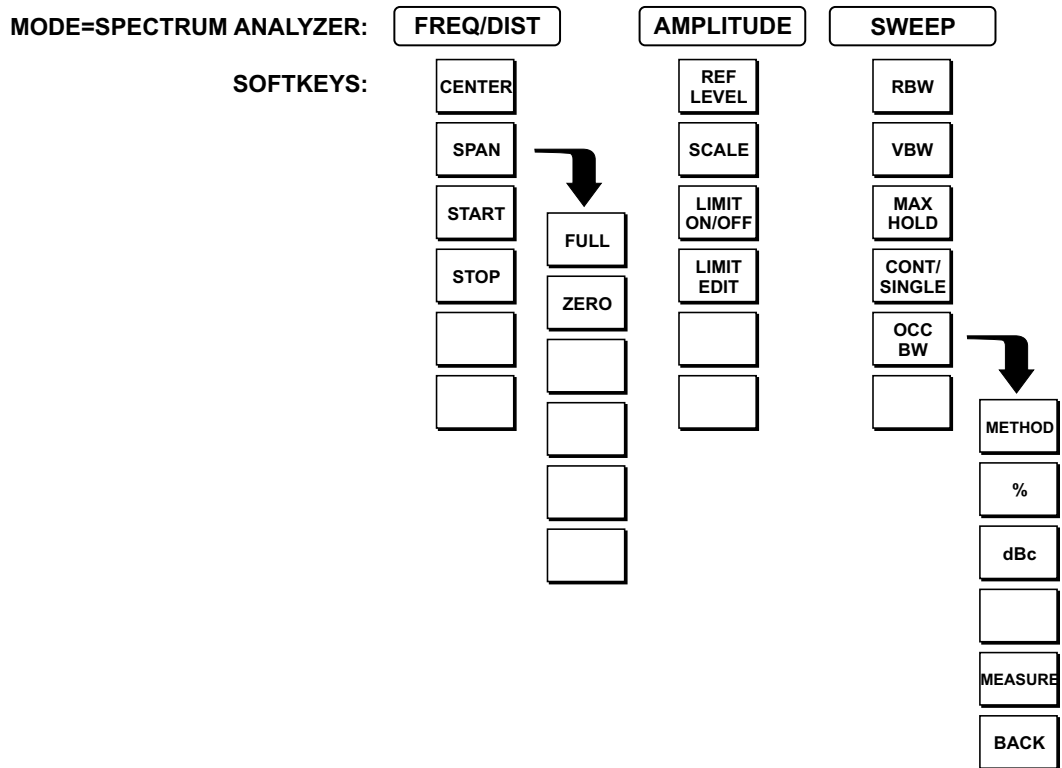 MODE=SPECTRUM ANALYZER:
FREQ/DIST
AMPLITUDE
SWEEP
SOFTKEYS:
CENTER
SPAN
START
STOP
FULL
ZERO
REF
LEVEL
SCALE
LIMIT
ON/OFF
LIMIT
EDIT
RBW
VBW
MAX
HOLD
CONT/
SINGLE
OCC
BW
METHOD
%
dBc
MEASURE
BACK